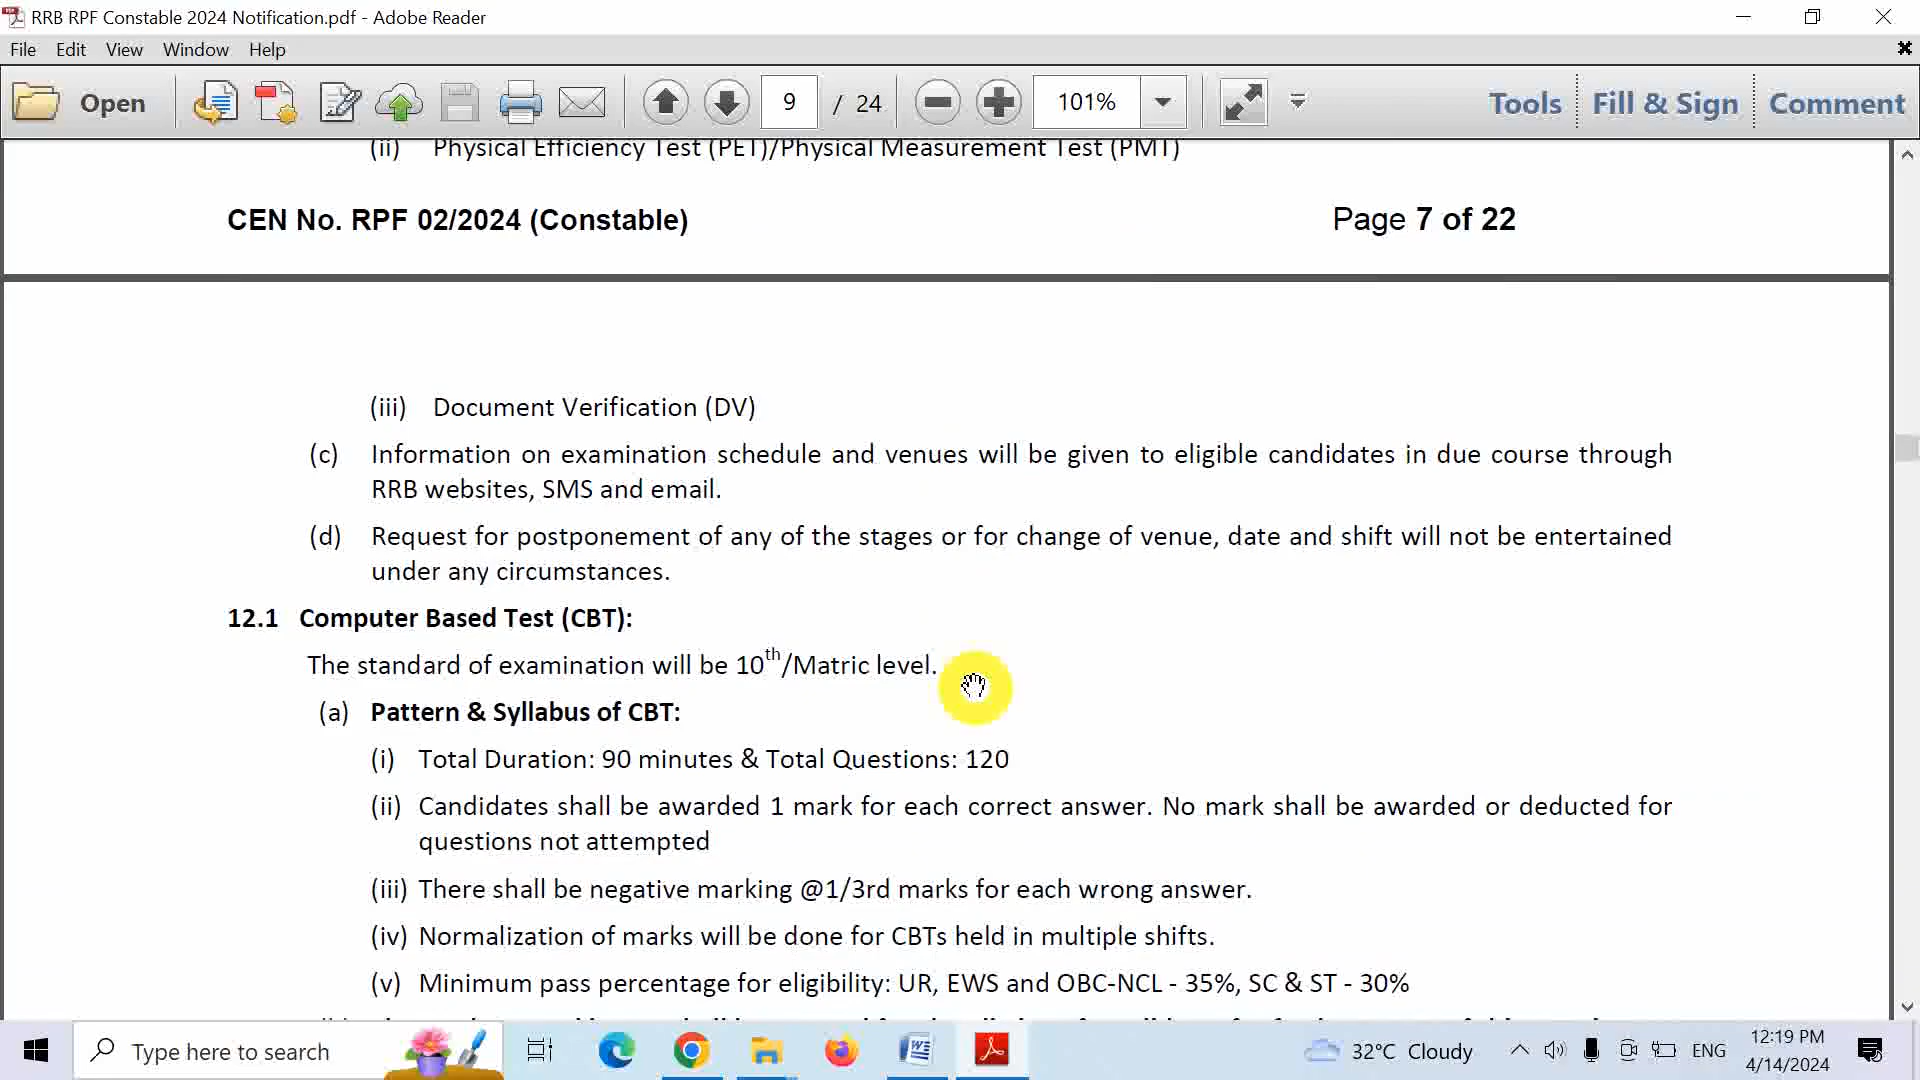 RRB RPF Constable 2024 Notification.pdf - Adobe Reader
File Edit View Window Help
Open 9 / 24 101% Tools Fill & Sign Comment
(ii) Physical Efficiency Test (PET)/Physical Measurement Test (PMT)
CEN No. RPF 02/2024 (Constable) Page 7 of 22
(iii) Document Verification (DV)
(c) Information on examination schedule and venues will be given to eligible candidates in due course through
RRB websites, SMS and email.
(d) Request for postponement of any of the stages or for change of venue, date and shift will not be entertained
under any circumstances.
12.1 Computer Based Test (CBT):
The standard of examination will be 10th/Matric level.
(a) Pattern & Syllabus of CBT:
(i) Total Duration: 90 minutes & Total Questions: 120
(ii) Candidates shall be awarded 1 mark for each correct answer. No mark shall be awarded or deducted for
questions not attempted
(iii) There shall be negative marking @1/3rd marks for each wrong answer.
(iv) Normalization of marks will be done for CBTs held in multiple shifts.
(v) Minimum pass percentage for eligibility: UR, EWS and OBC-NCL - 35%, SC & ST - 30%
Type here to search 32°C Cloudy ENG 12:19 PM
4/14/2024